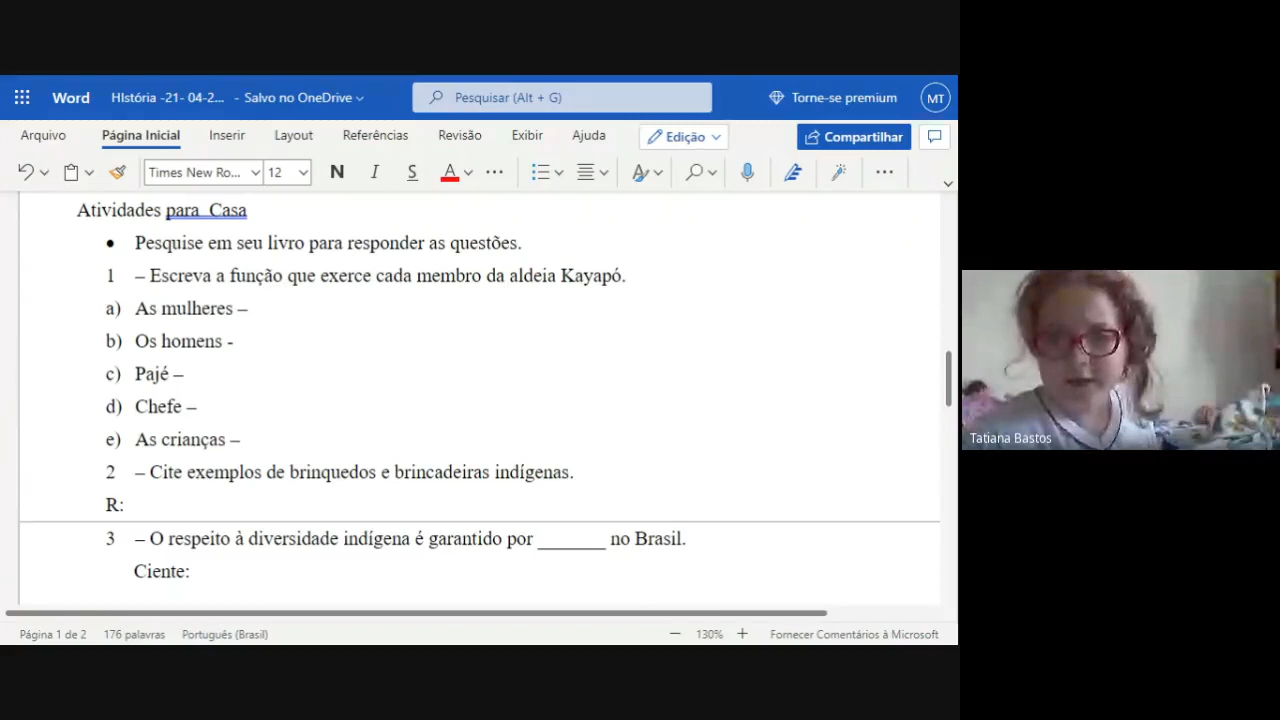 Word
HIstória -21- 04-2... - Salvo no OneDrive
Pesquisar (Alt + G)
Torne-se premium
MT
Arquivo Página Inicial Inserir Layout Referências Revisão Exibir Ajuda Edição Compartilhar
Times New Ro... 12 N I S A
Atividades para  Casa
• Pesquise em seu livro para responder as questões.
1 – Escreva a função que exerce cada membro da aldeia Kayapó.
a) As mulheres –
b) Os homens -
c) Pajé –
d) Chefe –
e) As crianças –
2 – Cite exemplos de brinquedos e brincadeiras indígenas.
R:
3 – O respeito à diversidade indígena é garantido por _______ no Brasil.
Ciente:
Página 1 de 2 176 palavras Português (Brasil) 130% Fornecer Comentários à Microsoft
Tatiana Bastos